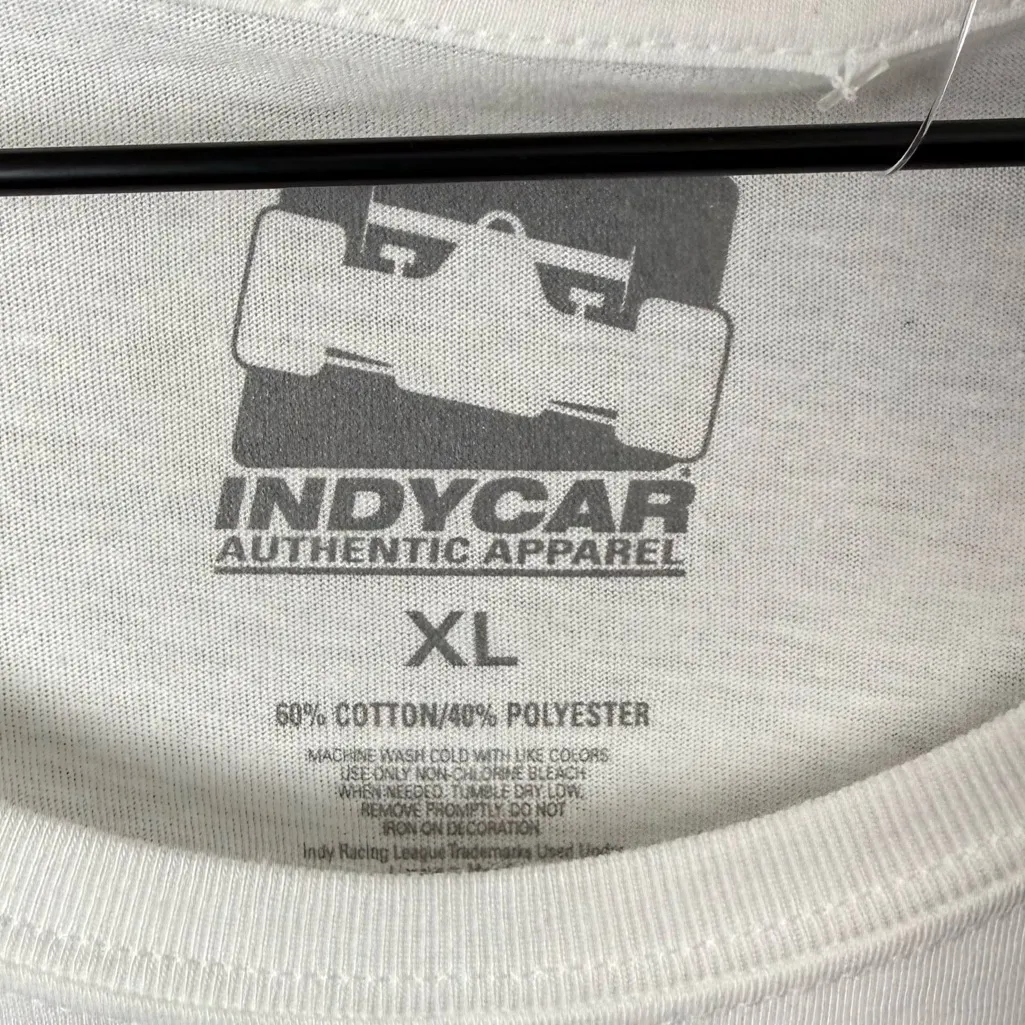 INDYCAR
AUTHENTIC APPAREL
XL
60% COTTON/40% POLYESTER
MACHINE WASH COLD WITH LIKE COLORS
USE ONLY NON-CHLORINE BLEACH
WHEN NEEDED. TUMBLE DRY LOW.
REMOVE PROMPTLY. DO NOT
IRON ON DECORATION
Indy Racing League Trademarks Used Under